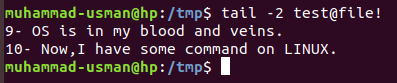 muhammad-usman@hp:/tmp$ tail -2 test@file!
9- OS is in my blood and veins.
10- Now,I have some command on LINUX.
muhammad-usman@hp:/tmp$